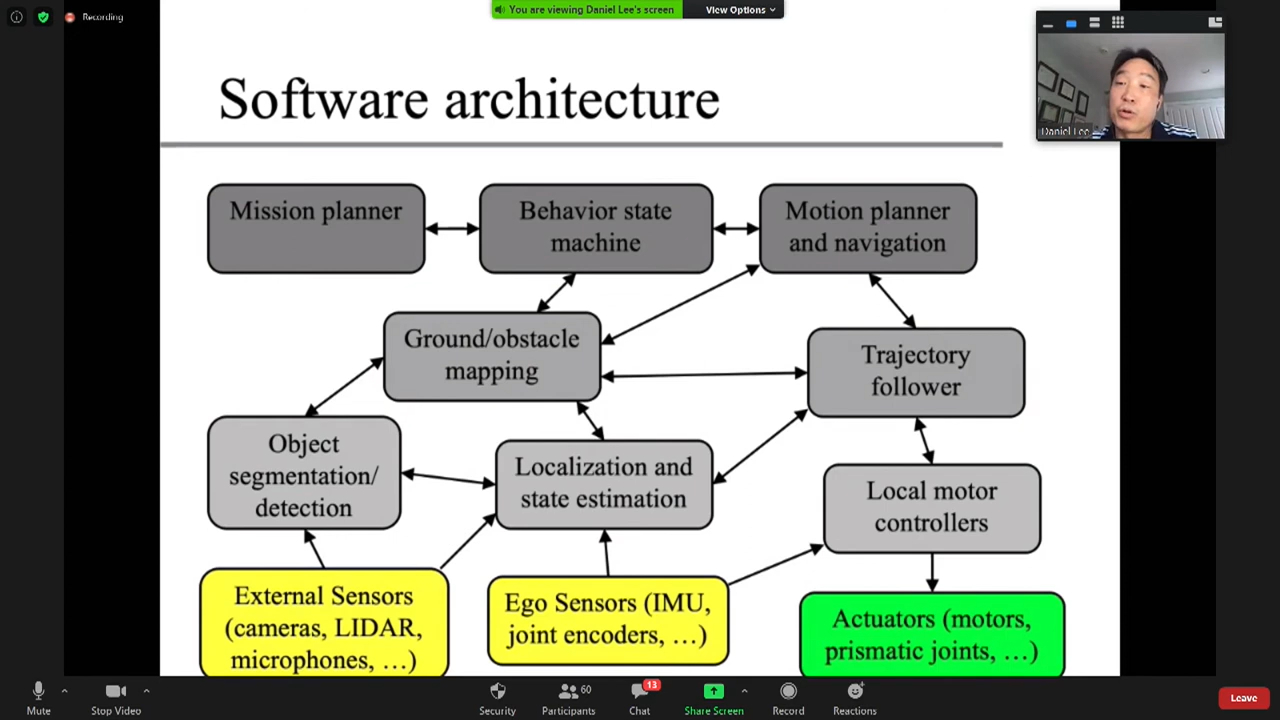 Recording
You are viewing Daniel Lee's screen
View Options
Daniel Lee
Software architecture
Mission planner
Behavior state
machine
Motion planner
and navigation
Ground/obstacle
mapping
Trajectory
follower
Object
segmentation/
detection
Localization and
state estimation
Local motor
controllers
External Sensors
(cameras, LIDAR,
microphones, …)
Ego Sensors (IMU,
joint encoders, …)
Actuators (motors,
prismatic joints, …)
Mute
Stop Video
Security
60
Participants
13
Chat
Share Screen
Record
Reactions
Leave